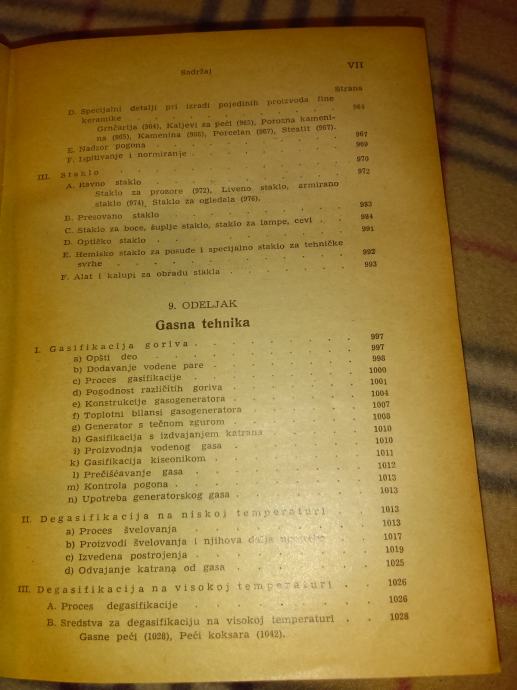 Sadržaj VII
Strana
D. Specijalni detalji pri izradi pojedinih proizvoda fine
keramike . . . . . . . . . . 964
Grnčarija (964), Kaljevi za peći (965), Porozna kameni-
na (965), Kamenina (966), Porcelan (967), Steatit (967).
E. Nadzor pogona . . . . . . . . . 967
F. Ispitivanje i normiranje . . . . . . . . 969
III. Staklo . . . . . . . . . . 970
A. Ravno staklo . . . . . . . . . 972
Staklo za prozore (972), Liveno staklo, armirano
staklo (974), Staklo za ogledala (976).
B. Presovano staklo . . . . . . . . . 983
C. Staklo za boce, šuplje staklo, staklo za lampe, cevi . . 984
D. Optičko staklo . . . . . . . . . 991
E. Hemisko staklo za posuđe i specijalno staklo za tehničke
svrhe . . . . . . . . . . 992
F. Alat i kalupi za obradu stakla . . . . . . . 993
9. ODELJAK
Gasna tehnika
I. Gasifikacija goriva . . . . . . . . 997
a) Opšti deo . . . . . . . . . 997
b) Dodavanje vodene pare . . . . . . . 998
c) Proces gasifikacije . . . . . . . . 1000
d) Pogodnost različitih goriva . . . . . . 1001
e) Konstrukcije gasogeneratora . . . . . . 1004
f) Toplotni bilansi gasogeneratora . . . . . 1007
g) Generator s tečnom zgurom . . . . . . 1008
h) Gasifikacija s izdvajanjem katrana . . . . . 1010
i) Proizvodnja vodenog gasa . . . . . . 1010
k) Gasifikacija kiseonikom . . . . . . . 1011
l) Prečišćavanje gasa . . . . . . . . 1012
m) Kontrola pogona . . . . . . . . 1013
n) Upotreba generatorskog gasa . . . . . . 1013
II. Degasifikacija na niskoj temperaturi . . 1013
a) Proces švelovanja . . . . . . . . 1013
b) Proizvodi švelovanja i njihova dalja upotreba . . 1017
c) Izvedena postrojenja . . . . . . . . 1019
d) Odvajanje katrana od gasa . . . . . . 1025
III. Degasifikacija na visokoj temperaturi . . 1026
A. Proces degasifikacije . . . . . . . . 1026
B. Sredstva za degasifikaciju na visokoj temperaturi . . 1028
Gasne peći (1028), Peći koksara (1042).